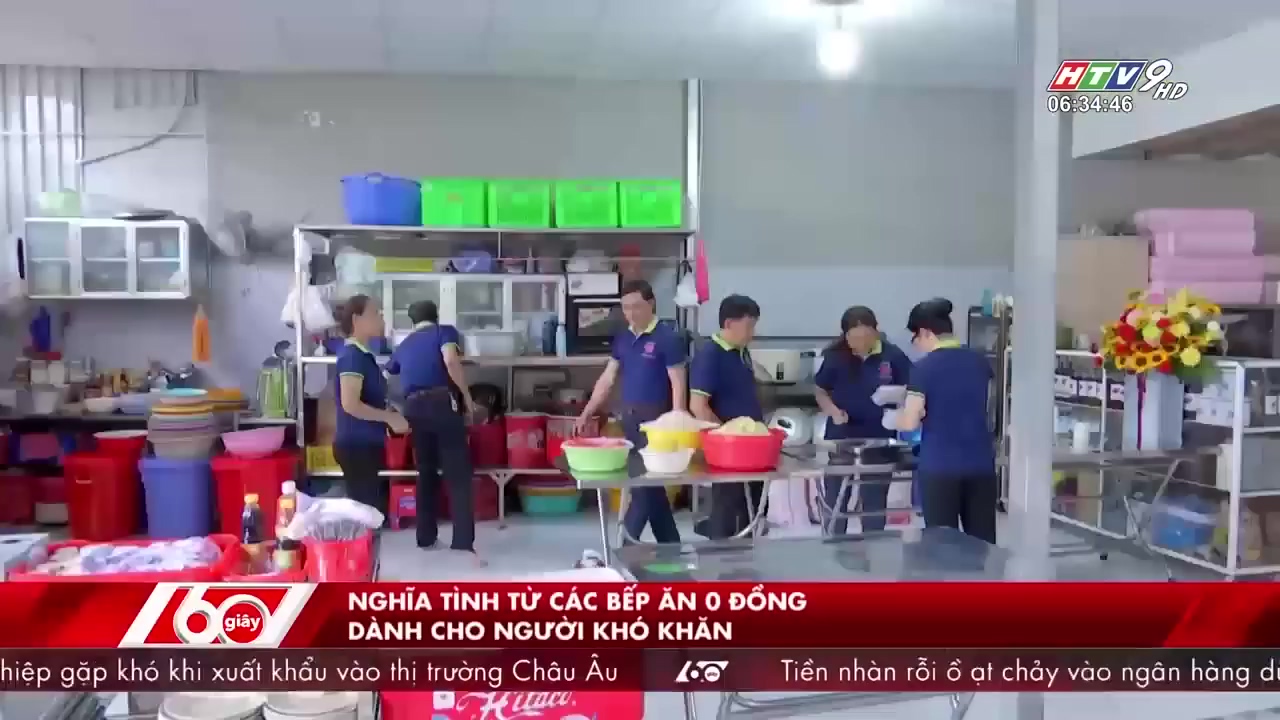 HTV9 HD
06:34:46
60 giây
NGHĨA TÌNH TỪ CÁC BẾP ĂN 0 ĐỒNG
DÀNH CHO NGƯỜI KHÓ KHĂN
hiệp gặp khó khi xuất khẩu vào thị trường Châu Âu 60 Tiền nhàn rỗi ồ ạt chảy vào ngân hàng
Hitaco